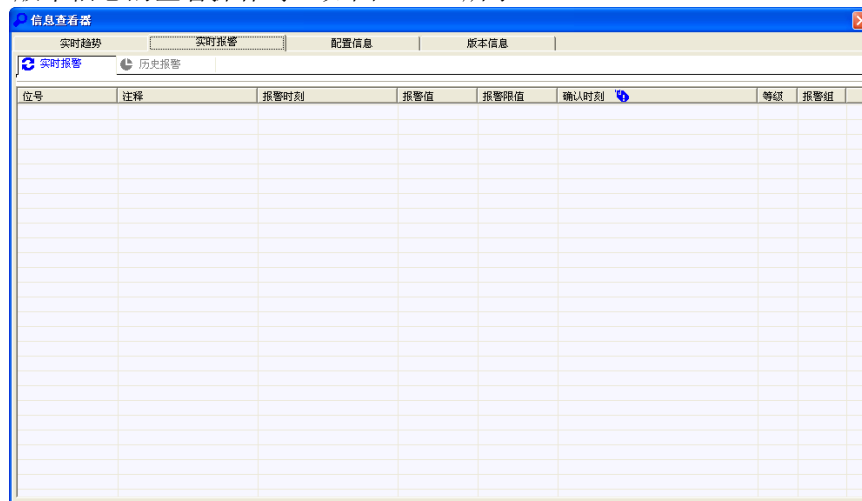 信息查看器
实时趋势 实时报警 配置信息 版本信息
实时报警 历史报警
位号 注释 报警时刻 报警值 报警限值 确认时刻 等级 报警组